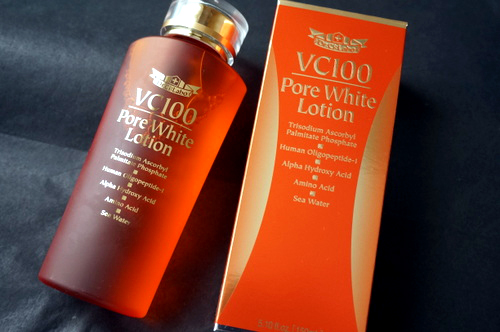 VC100
Pore White
Lotion
Trisodium Ascorbyl
Palmitate Phosphate
Human Oligopeptide-1
Alpha Hydroxy Acid
Amino Acid
Sea Water
VC100
Pore White
Lotion
Trisodium Ascorbyl
Palmitate Phosphate
Human Oligopeptide-1
Alpha Hydroxy Acid
Amino Acid
Sea Water